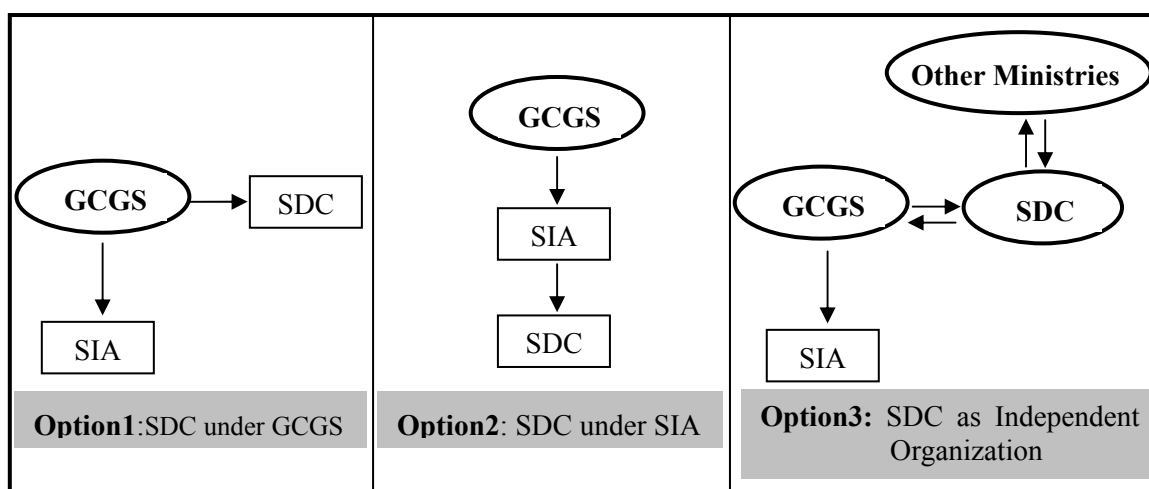 GCGS
SDC
SIA
Option1:SDC under GCGS
GCGS
SIA
SDC
Option2: SDC under SIA
Other Ministries
GCGS
SDC
SIA
Option3: SDC as Independent
Organization